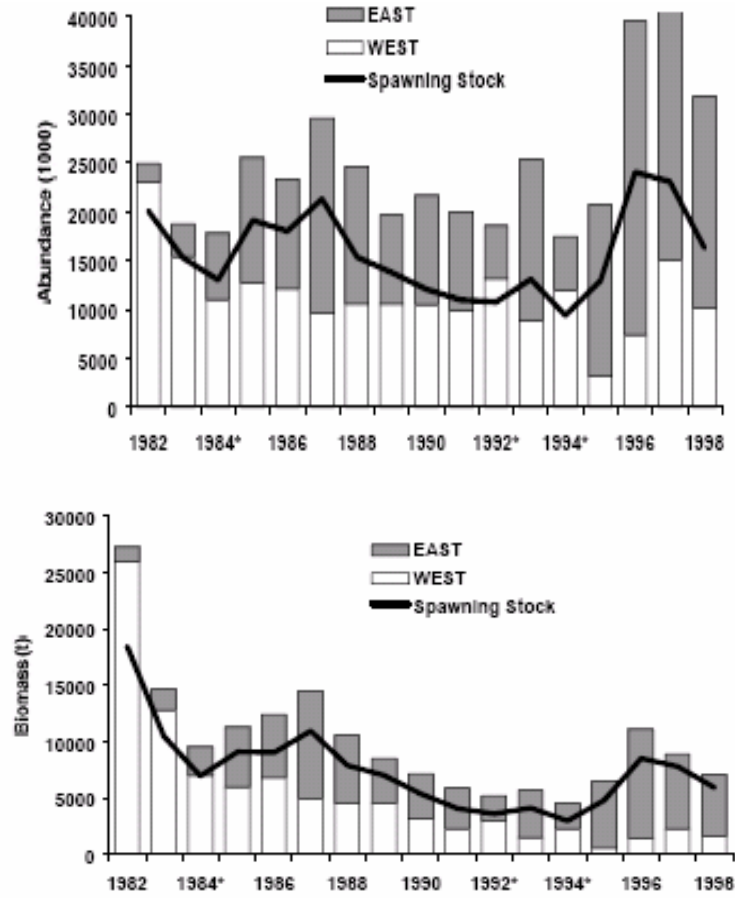 40000
EAST
WEST
Spawning Stock
35000
30000
25000
20000
15000
10000
5000
0
Abundance (1000)
1982 1984* 1986 1988 1990 1992* 1994* 1996 1998
30000
EAST
WEST
Spawning Stock
25000
20000
15000
10000
5000
0
Biomass (t)
1982 1984* 1986 1988 1990 1992* 1994* 1996 1998